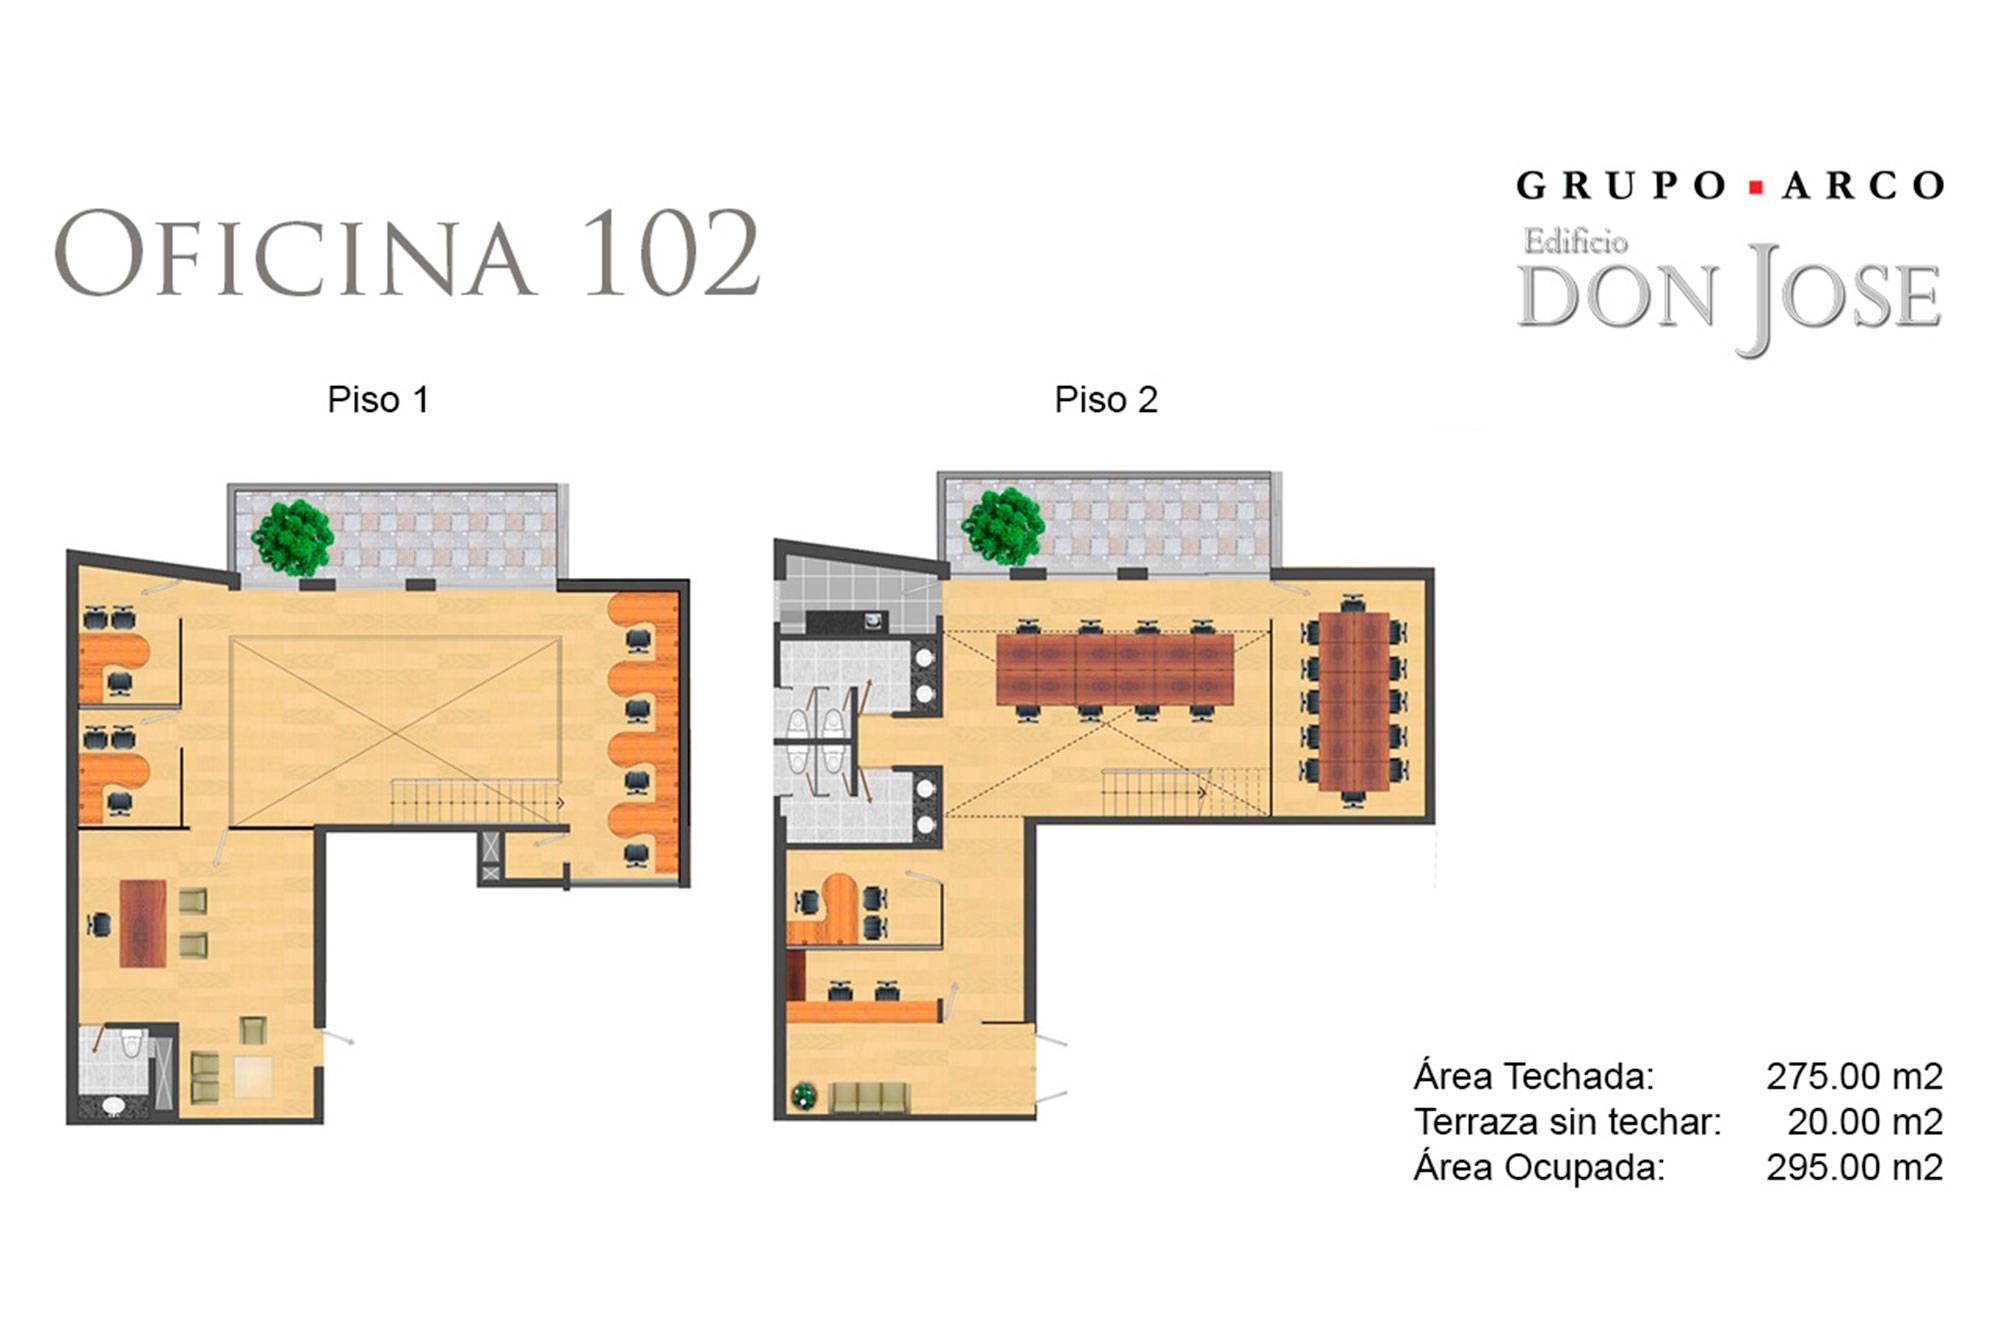 OFICINA 102
GRUPO ▪ ARCO
Edificio
DON JOSE
Piso 1
Piso 2
Área Techada: 275.00 m2
Terraza sin techar: 20.00 m2
Área Ocupada: 295.00 m2